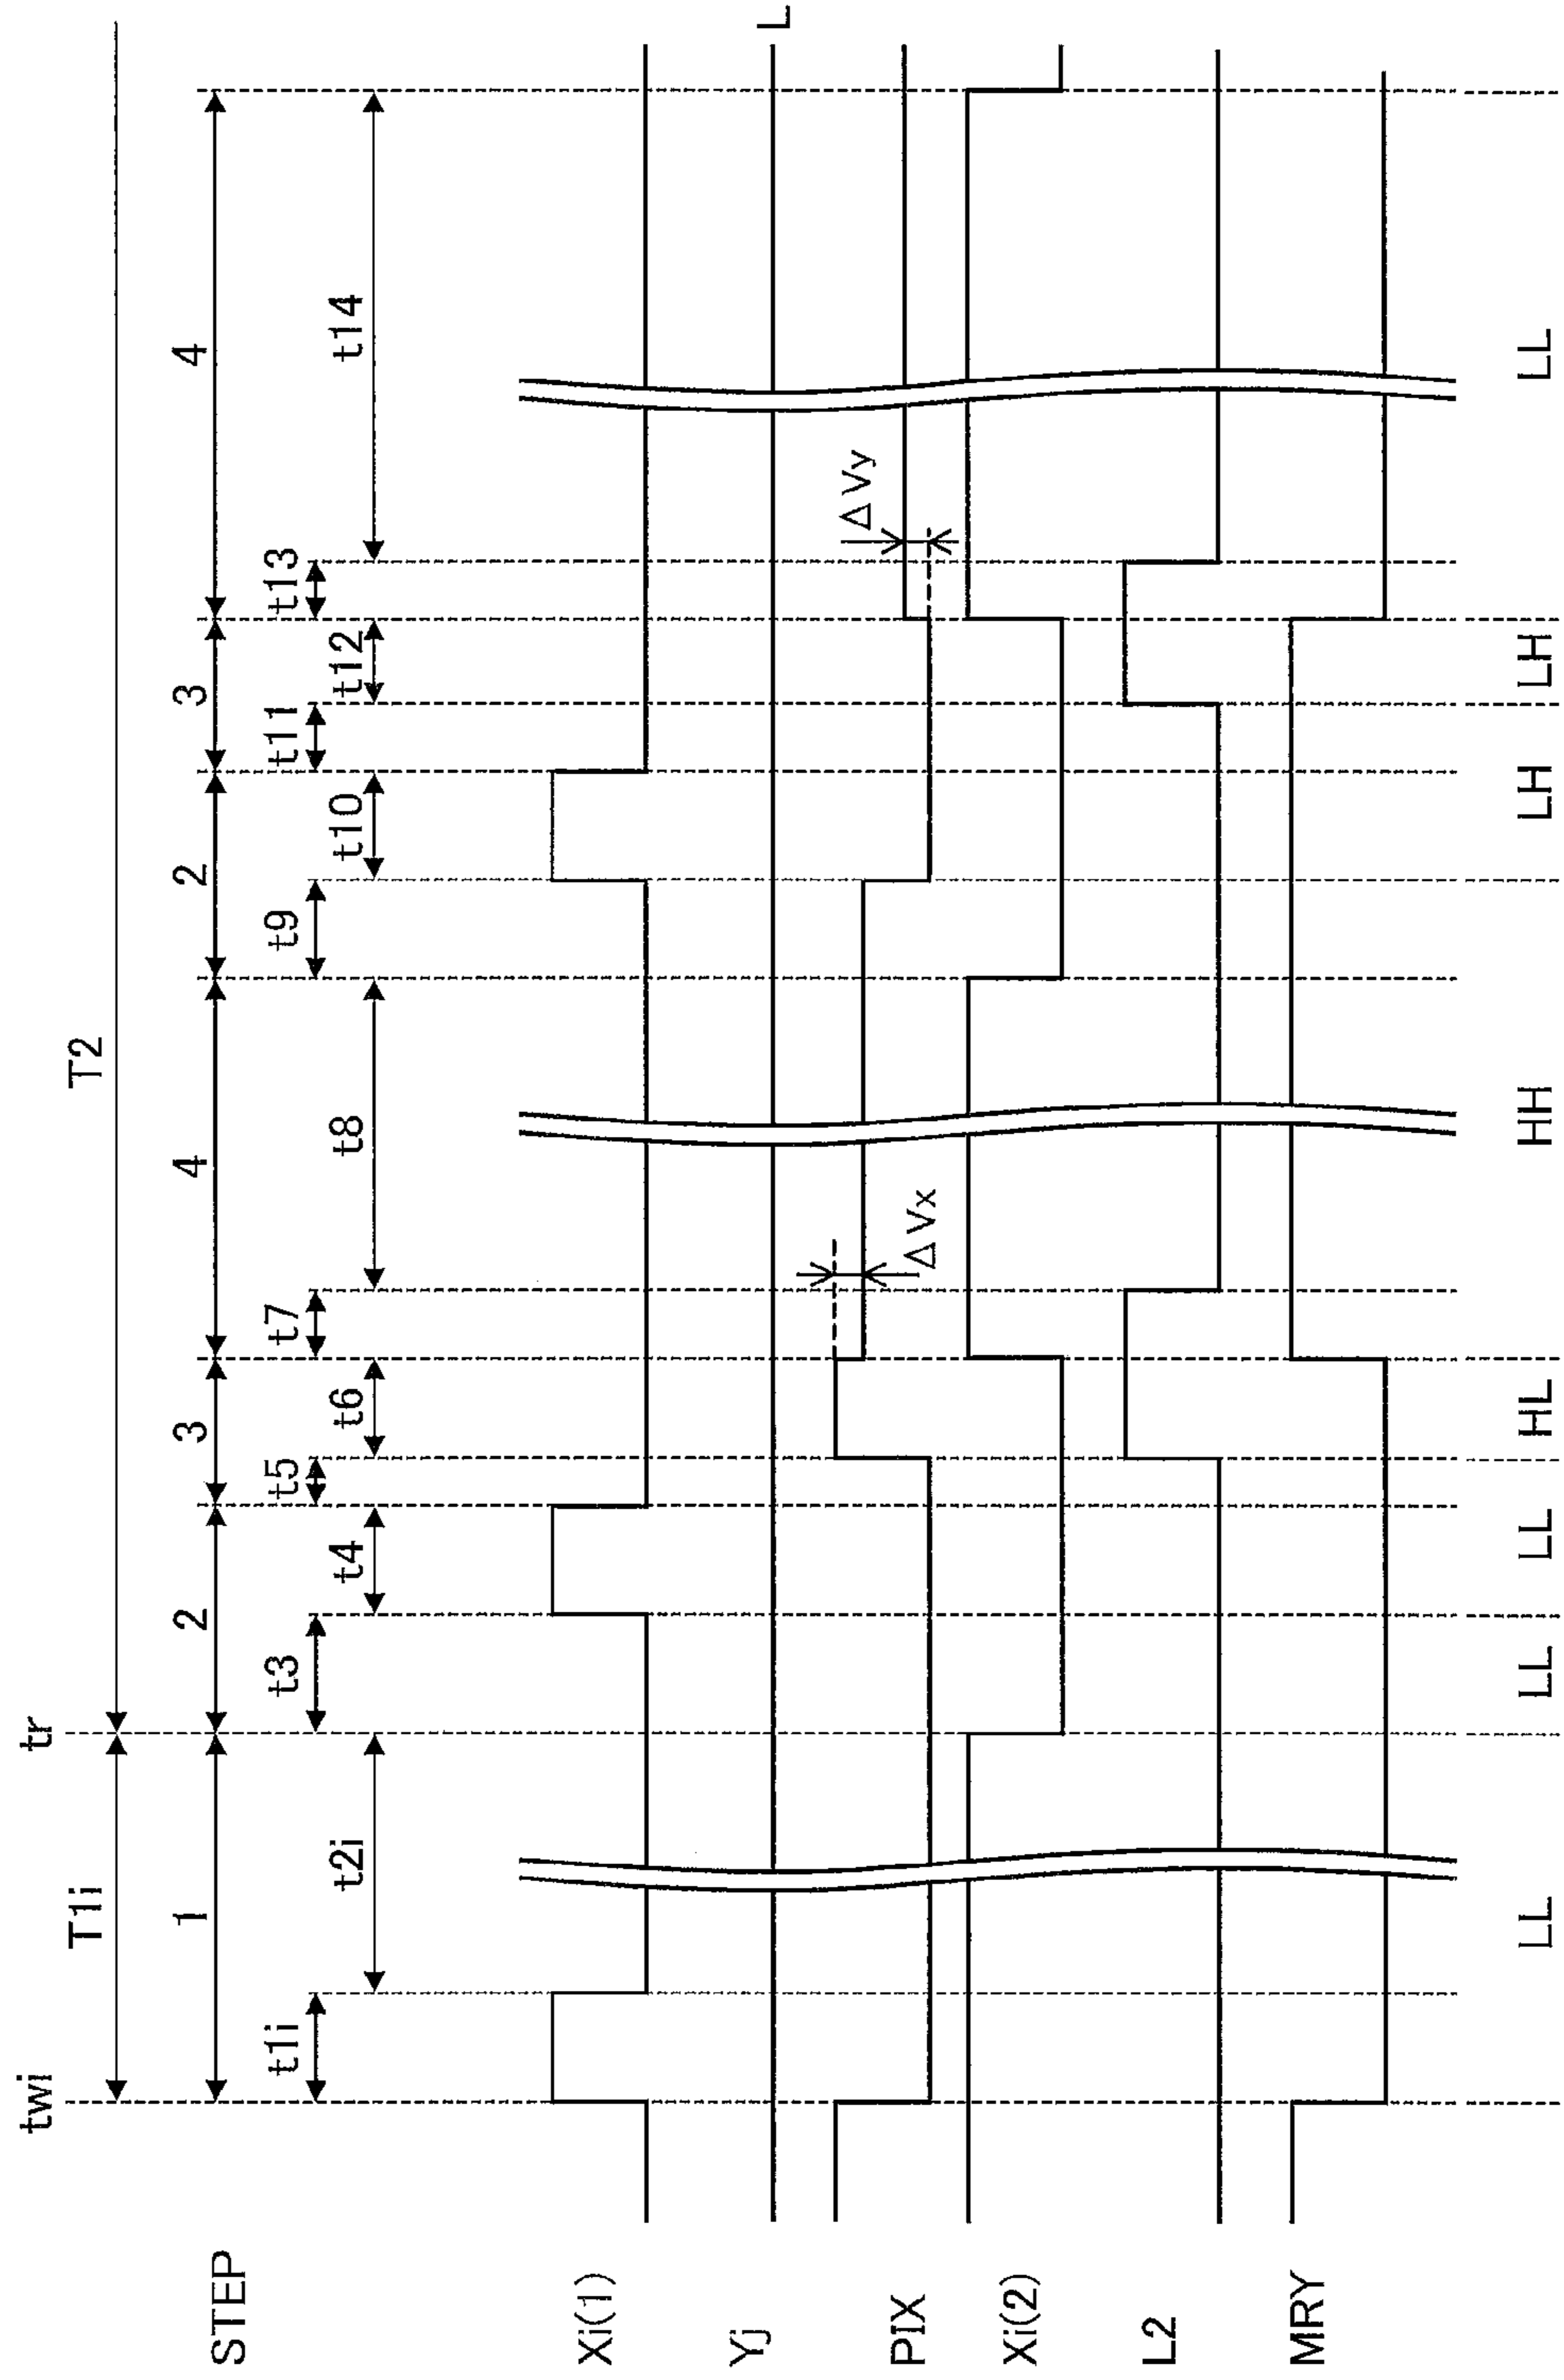 twi tr
T1i T2
STEP 1 2 3 4 2 3 4
t1i t3 t5 t7 t9 t11 t13
t2i t4 t6 t8 t10 t12 t14
Xi(1)
Yj L
ΔVy
PIX
ΔVx
Xi(2)
L2
MRY
LL LL LL HL HH LH LH LL